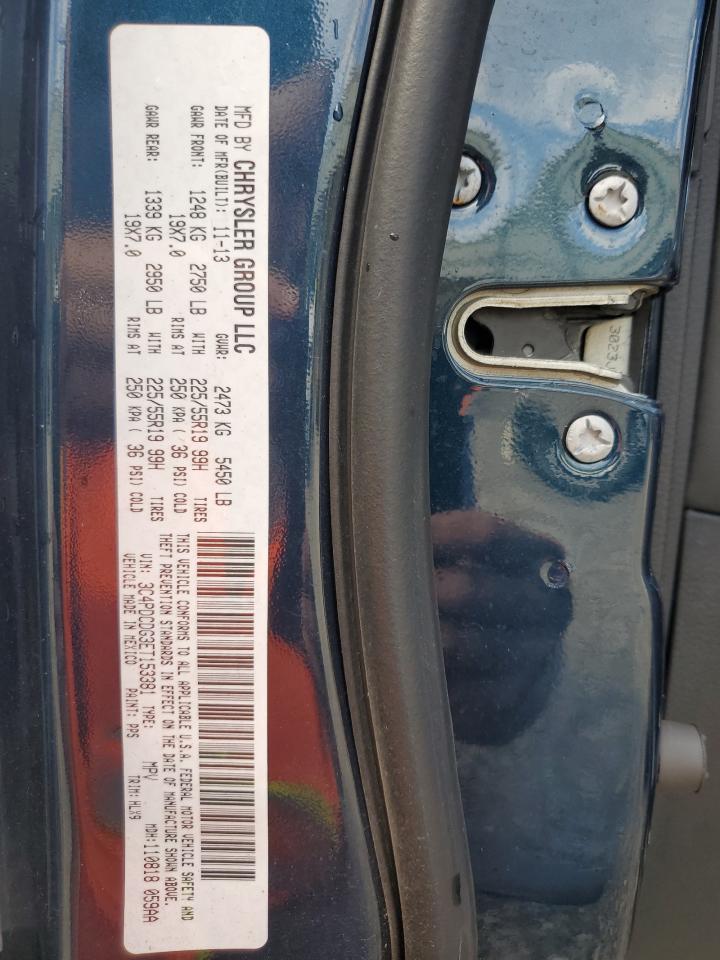 MFD BY CHRYSLER GROUP LLC
DATE OF MFR(BUILT): 11-13 GVWR: 2473 KG 5450 LB
GAWR FRONT: 1248 KG 2750 LB WITH 225/55R19 99H TIRES
19X7.0 RIMS AT 250 KPA ( 36 PSI) COLD
GAWR REAR: 1339 KG 2950 LB WITH 225/55R19 99H TIRES
19X7.0 RIMS AT 250 KPA ( 36 PSI) COLD
THIS VEHICLE CONFORMS TO ALL APPLICABLE U.S.A. FEDERAL MOTOR VEHICLE SAFETY AND
THEFT PREVENTION STANDARDS IN EFFECT ON THE DATE OF MANUFACTURE SHOWN ABOVE.
VIN: 3C4PDCDG3ET153381 TYPE: MPV MDH:110818 059AA
VEHICLE MADE IN MEXICO PAINT: PPS TRIM: HLX9